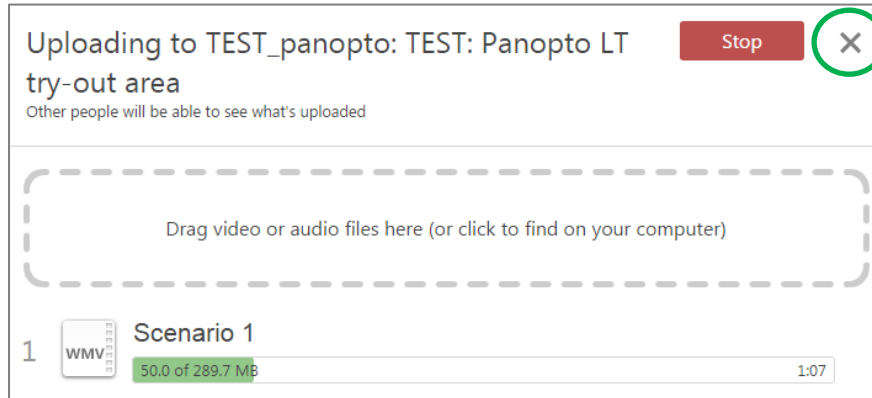 Uploading to TEST_panopto: TEST: Panopto LT
try-out area
Stop
Other people will be able to see what's uploaded
Drag video or audio files here (or click to find on your computer)
1
WMV
Scenario 1
50.0 of 289.7 MB
1:07